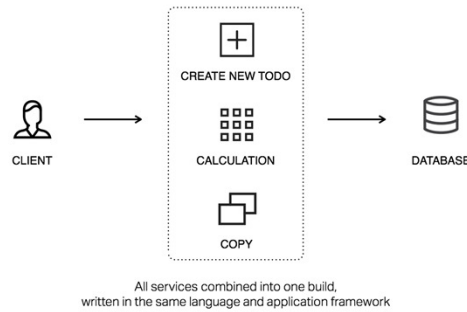 CREATE NEW TODO
CLIENT
CALCULATION
DATABASE
COPY
All services combined into one build,
written in the same language and application framework